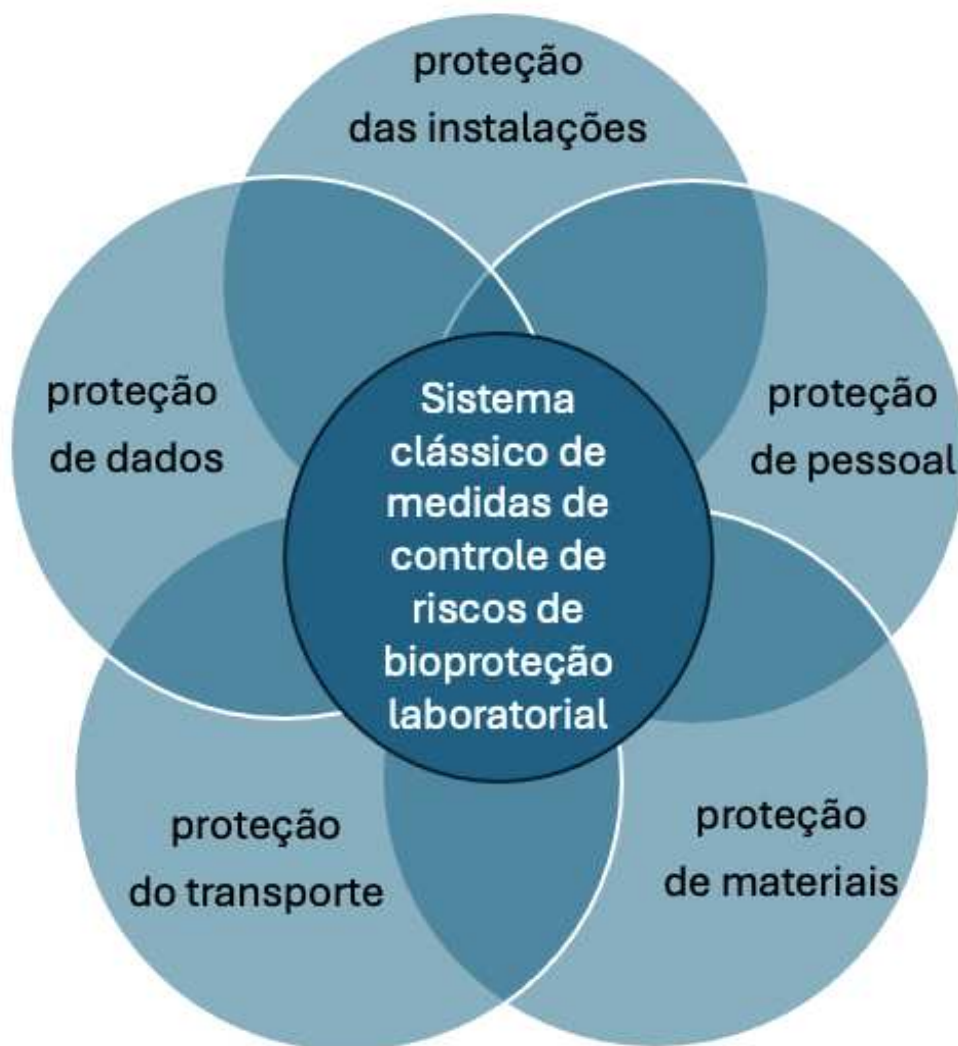 proteção
das instalações
proteção
de dados
proteção
de pessoal
Sistema
clássico de
medidas de
controle de
riscos de
bioproteção
laboratorial
proteção
do transporte
proteção
de materiais